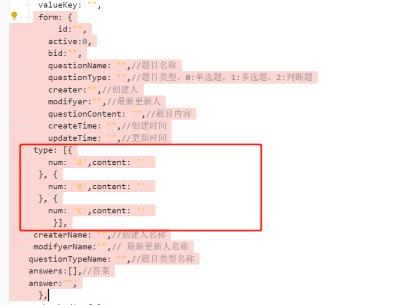 valueKey: "",
form: {
id:"",
active:0,
bid:"",
questionName: "",//题目名称
questionType: "",//题目类型，0:单选题，1:多选题，2:判断题
creater:"",//创建人
modifyer:"",//最新更新人
questionContent: "",//题目内容
createTime: "",//创建时间
updateTime: "",//更新时间
type: [{
num: 'A',content: ''
}, {
num: 'B',content: ''
}, {
num: 'C',content: ''
}],
createrName: "",//创建人名称
modifyerName:"",// 最新更新人名称
questionTypeName: "",//题目类型名称
answers:[],//答案
answer:"",
},